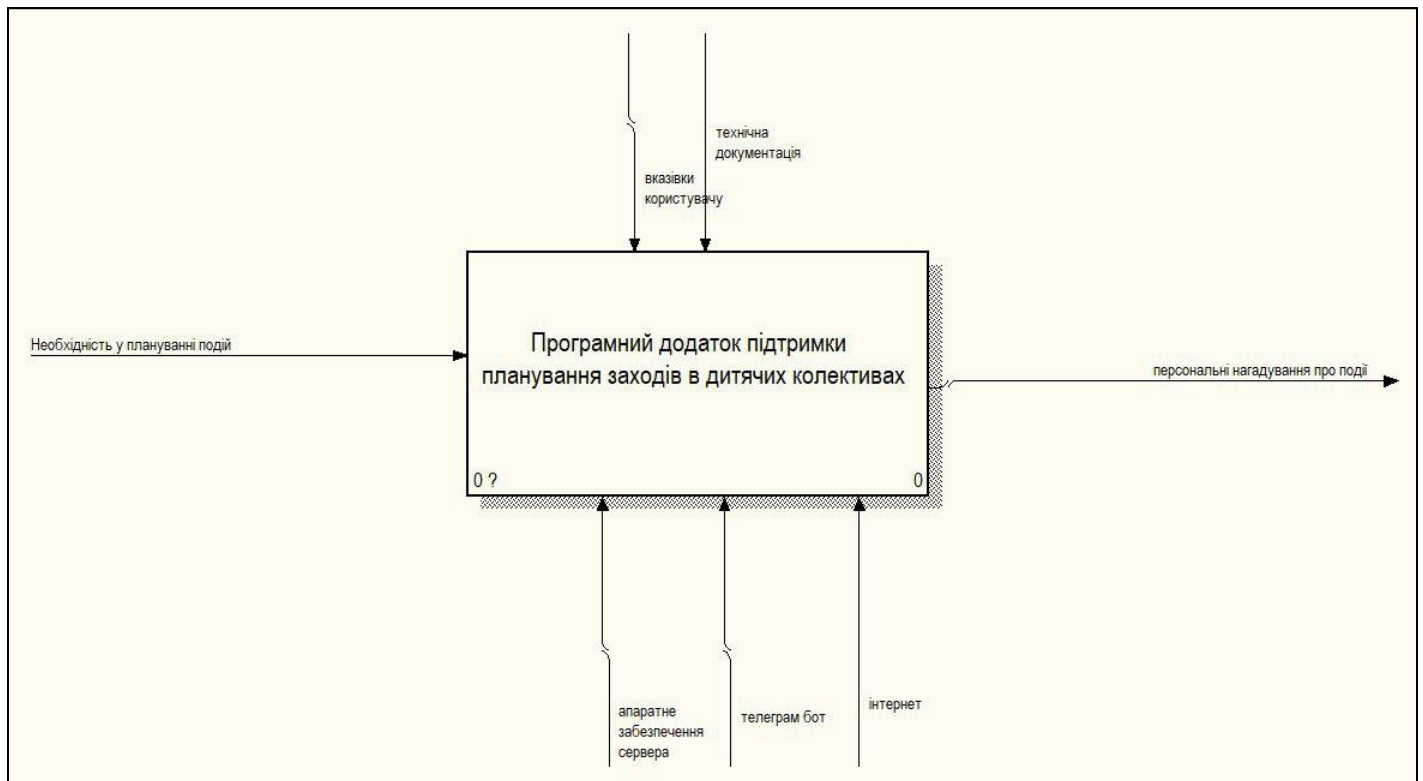 технічна
документація
вказівки
користувачу
Необхідність у плануванні подій
Програмний додаток підтримки
планування заходів в дитячих колективах
персональні нагадування про події
0 ?
0
апаратне
забезпечення
сервера
телеграм бот
інтернет